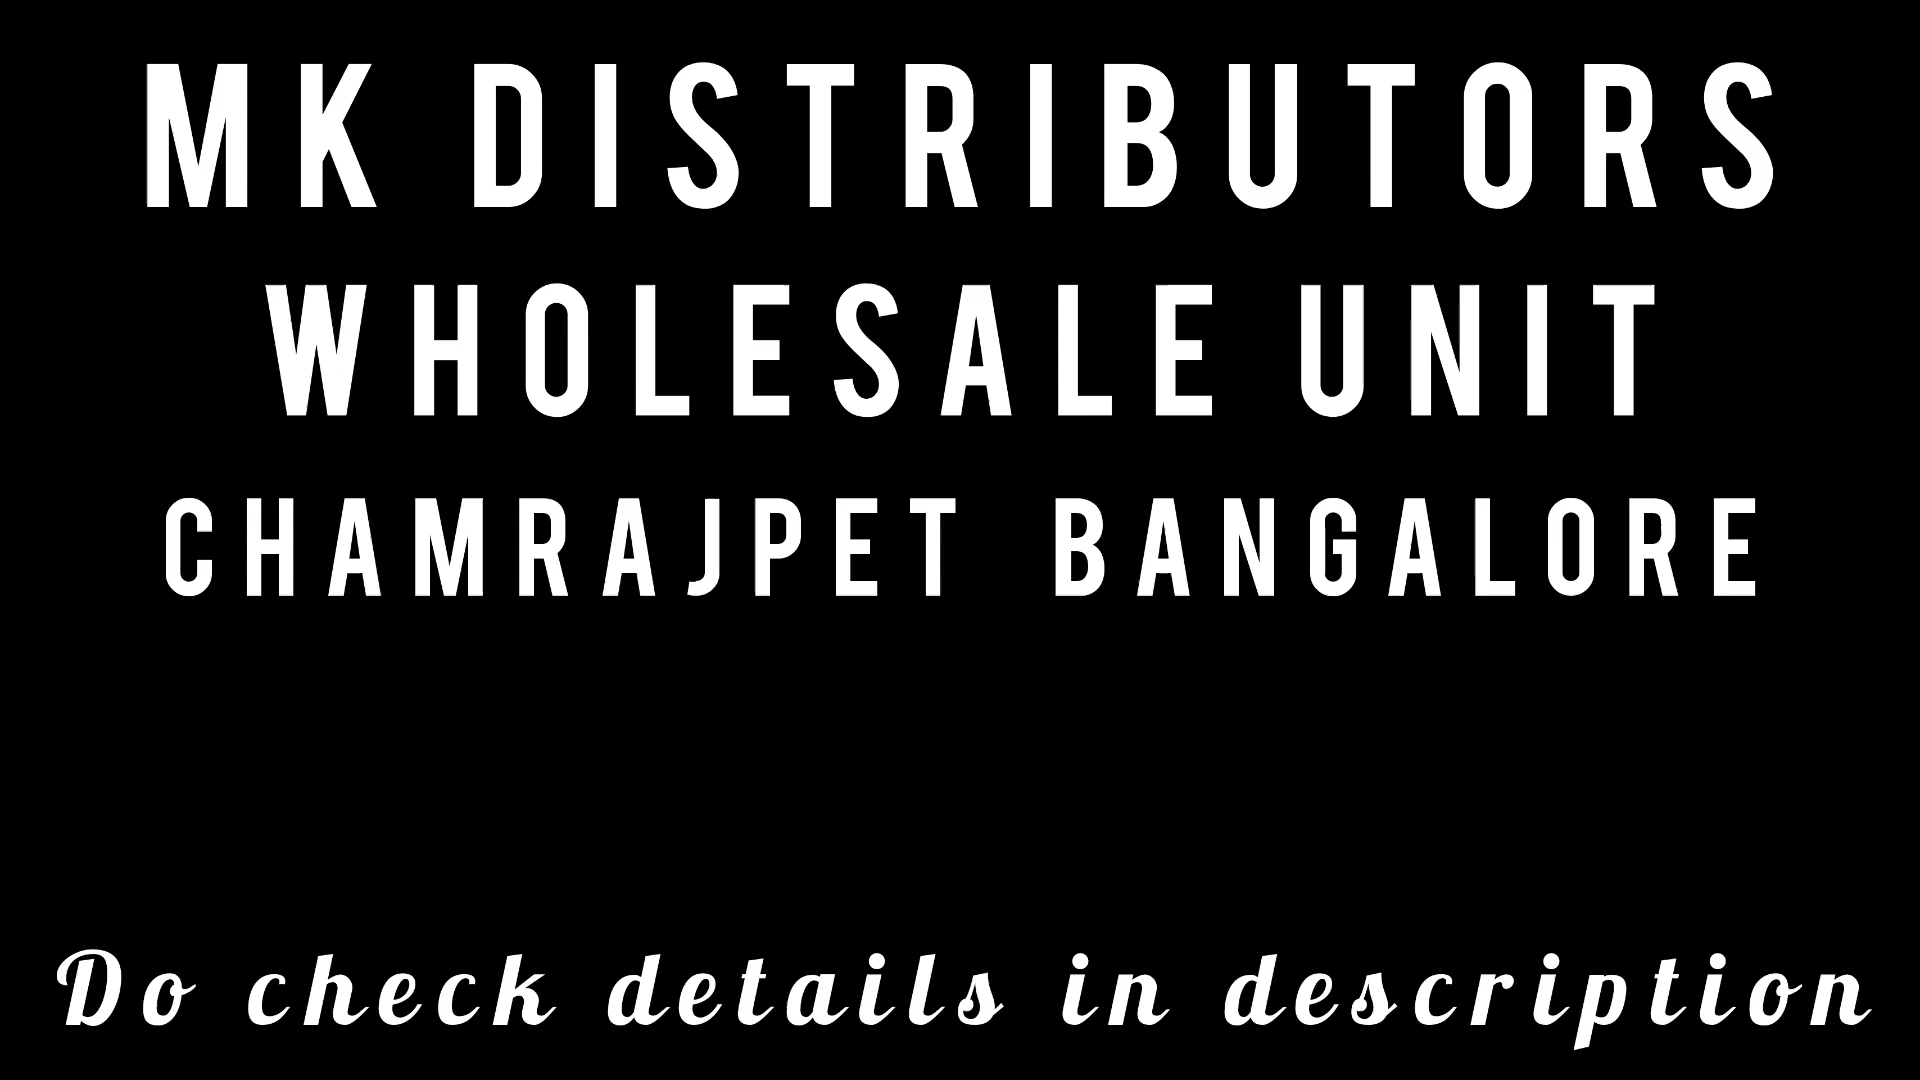 MK DISTRIBUTORS
WHOLESALE UNIT
CHAMRAJPET BANGALORE
Do check details in description